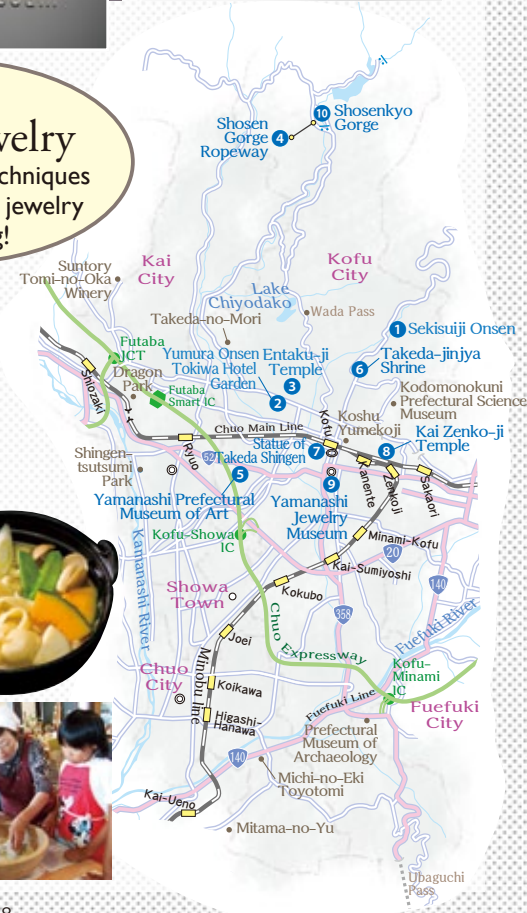 velry
chniques
jewelry
!
10 Shosenkyo
Gorge
Shosen
Gorge 4
Ropeway
Kai
City
Kofu
City
Suntory
Tomi-no-Oka
Winery
Lake
Chiyodako
Takeda-no-Mori
Wada Pass
1 Sekisuiji Onsen
Futaba
JCT
Yumura Onsen
Tokiwa Hotel
Garden
2
Entaku-ji
Temple
3
6
Takeda-jinjya
Shrine
Dragon
Park
Futaba
Smart IC
Shiozaki
Kodomonokuni
Prefectural Science
Museum
Chuo Main Line
Kofu
Koshu
Yumekoji
Kai Zenko-ji
Temple
8
Statue of
Takeda Shingen
7
Shingen-
tsutsumi
Park
Ryuo
52
5
Yamanashi Prefectural
Museum of Art
9
Yamanashi
Jewelry
Museum
Kanente
Zenkoji
Sakaori
Kofu-Showa
IC
Minami-Kofu
20
Kai-Sumiyoshi
140
Kamanashi River
Showa
Town
Kokubo
358
Chuo Expressway
Fuefuki River
Joei
Minobu line
Chuo
City
Koikawa
Kofu-
Minami
IC
Fuefuki Line
Fuefuki
City
Higashi-
Hanawa
Prefectural
Museum of
Archaeology
140
Michi-no-Eki
Toyotomi
Kai-Ueno
Mitama-no-Yu
Ubaguchi
Pass